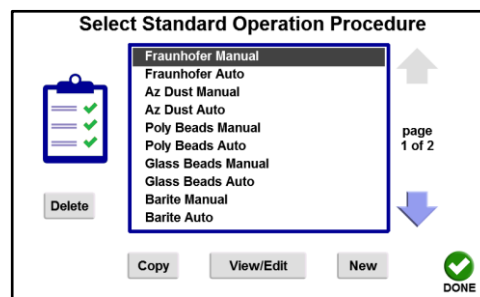 Select Standard Operation Procedure
Fraunhofer Manual
Fraunhofer Auto
Az Dust Manual
Az Dust Auto
Poly Beads Manual
Poly Beads Auto
Glass Beads Manual
Glass Beads Auto
Barite Manual
Barite Auto
page
1 of 2
Delete
Copy
View/Edit
New
DONE